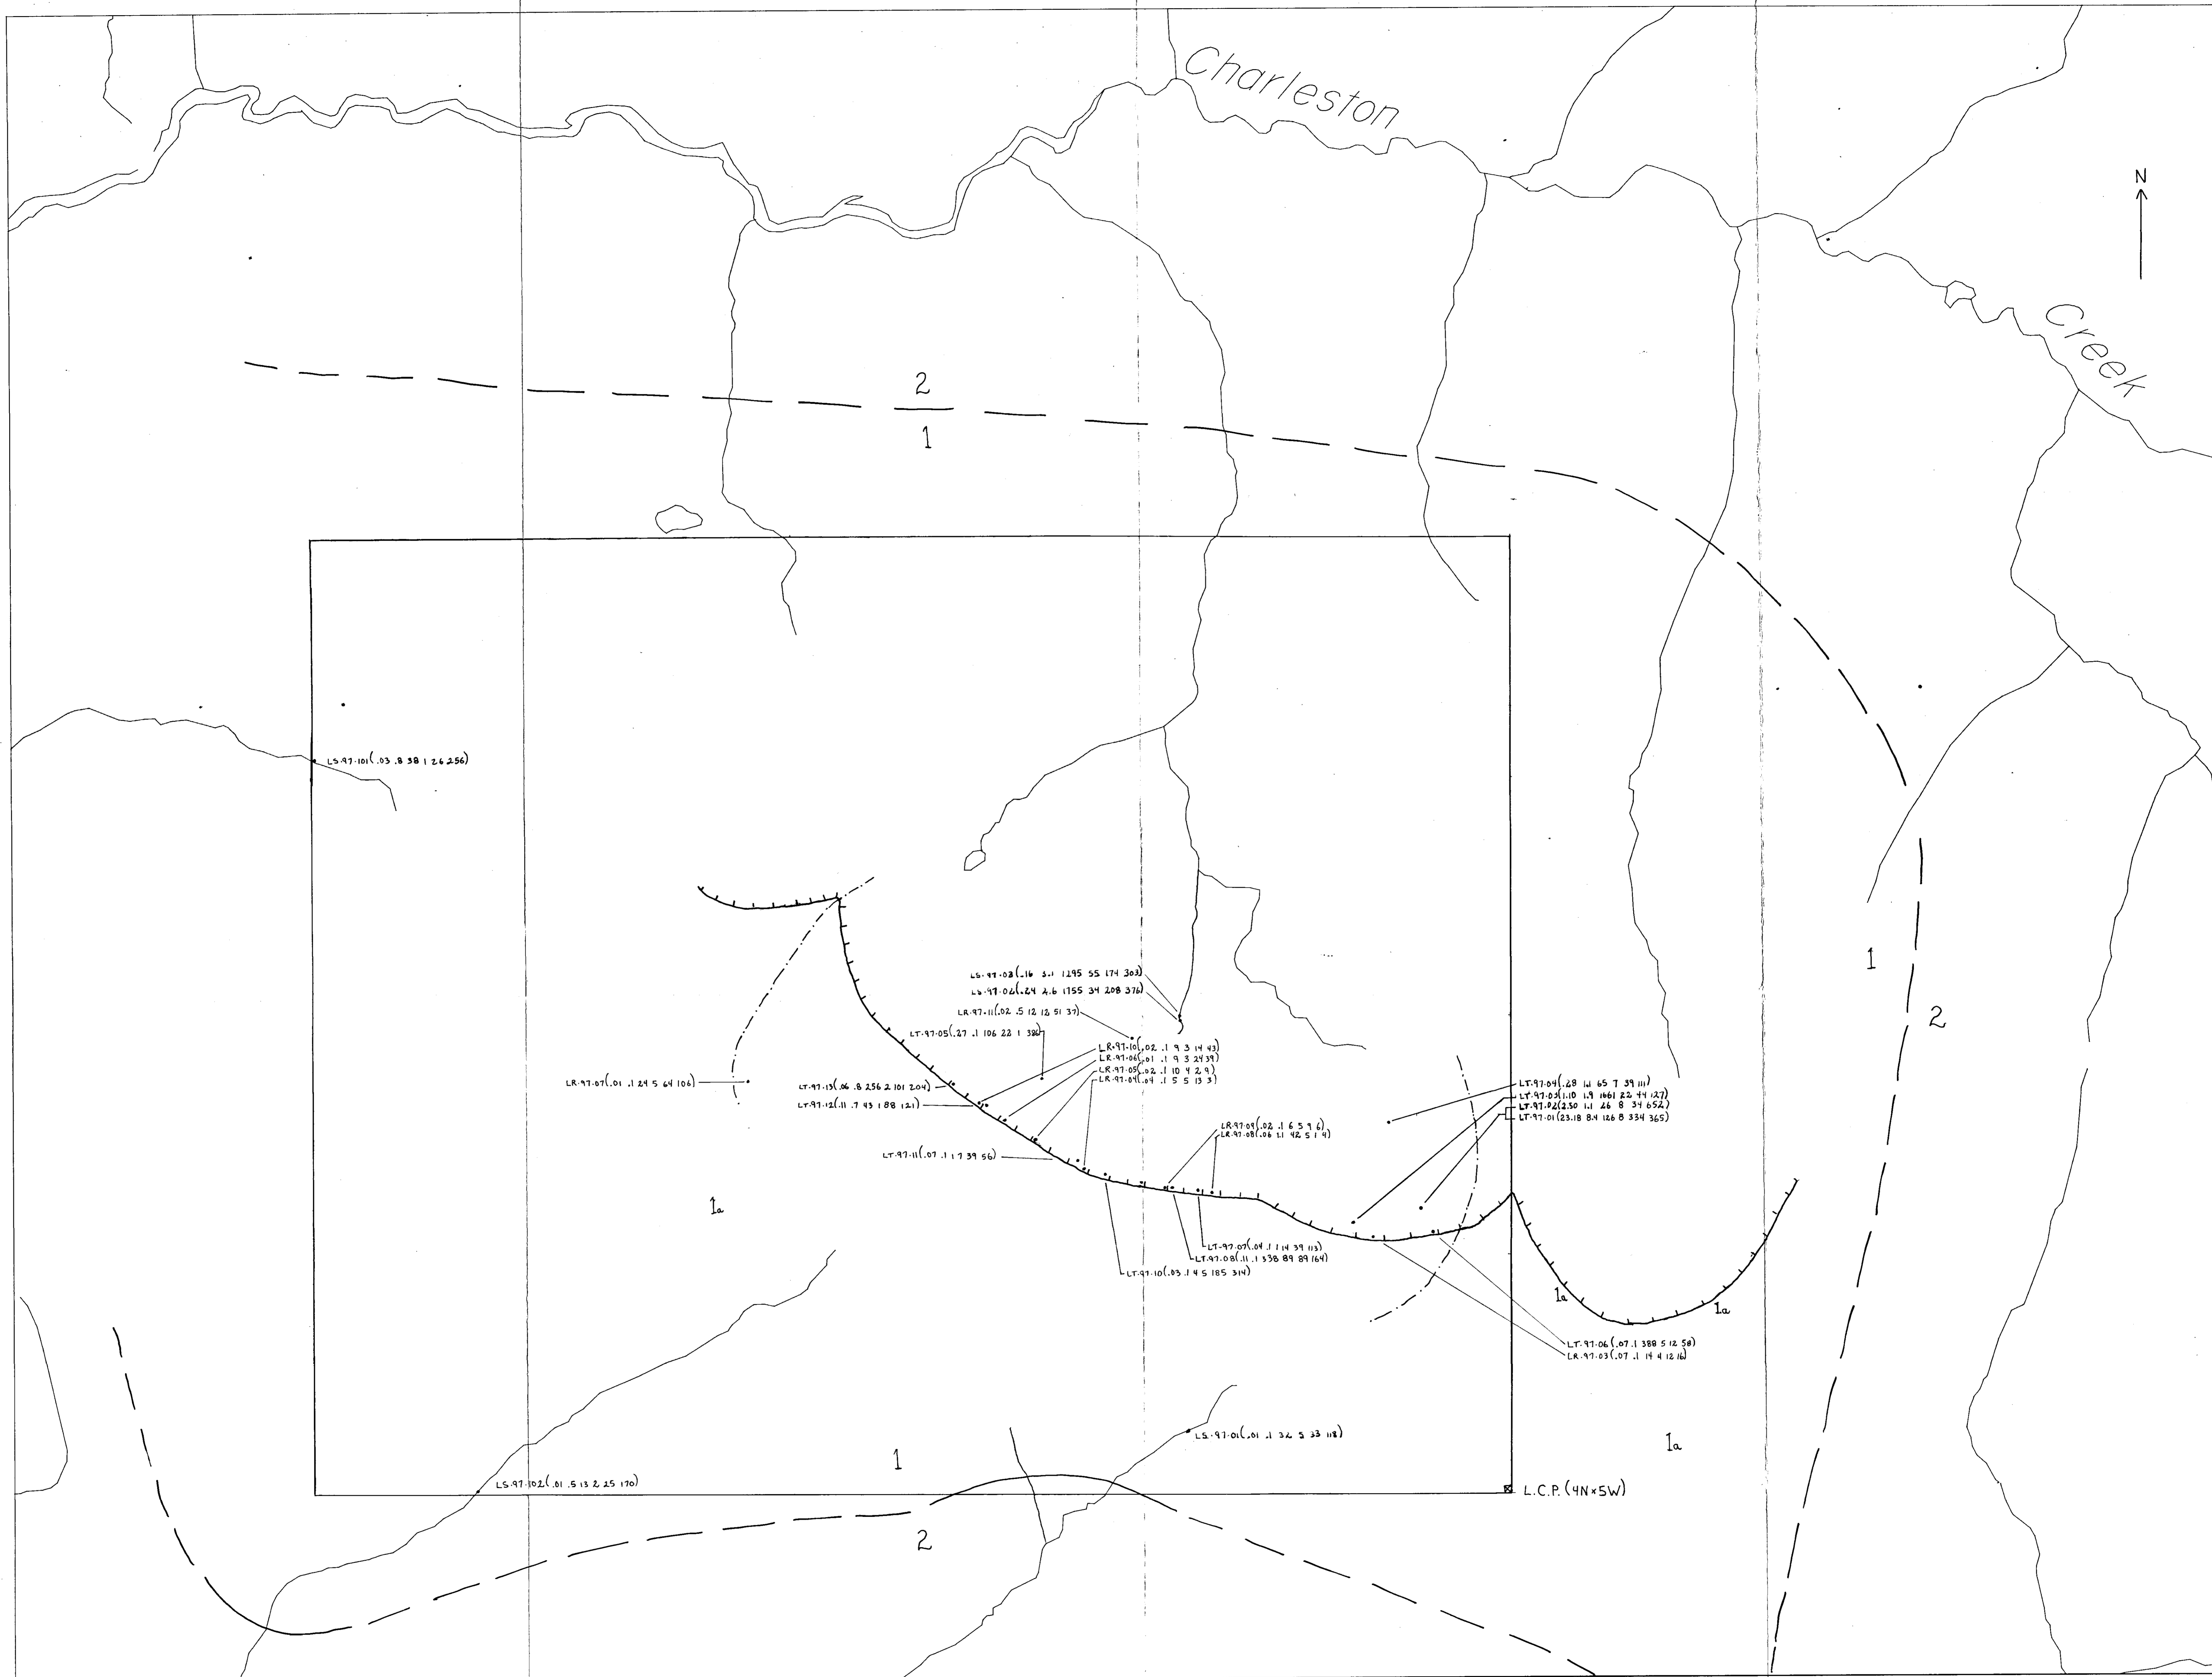 Charleston
N
Creek
2
1
LS-97-101(.03 .8 38 1 26 256)
1
2
LS-97-03(.16 3.1 1295 55 174 303)
LS-97-02(.24 2.6 1755 34 208 376)
LR-97-11(.02 .5 12 12 51 37)
LT-97-05(.27 .1 106 22 1 386)
LR-97-10(.02 .1 9 3 14 43)
LR-97-06(.01 .1 9 3 24 39)
LR-97-05(.02 .1 10 4 2 9)
LR-97-04(.04 .1 5 5 13 3)
LR-97-07(.01 .1 24 5 64 106)
LT-97-13(.06 .8 256 2 101 204)
LT-97-12(.11 .7 43 1 88 121)
LT-97-04(.28 1.1 65 7 39 111)
LT-97-03(1.10 1.9 1661 22 44 127)
LT-97-02(2.50 1.1 26 8 34 652)
LT-97-01(23.18 8.4 126 8 334 365)
LR-97-09(.02 .1 6 5 9 6)
LR-97-08(.06 1.1 42 5 1 4)
LT-97-11(.07 .1 1 7 39 56)
1a
LT-97-07(.04 .1 1 14 39 113)
LT-97-08(.11 .1 338 89 89 164)
LT-97-10(.03 .1 4 5 185 314)
1a
1a
LT-97-06(.07 .1 388 5 12 58)
LR-97-03(.07 .1 14 4 12 16)
LS-97-01(.01 .1 32 5 33 118)
1a
1
LS-97-102(.01 .5 13 2 25 170)
L.C.P. (4N×5W)
2